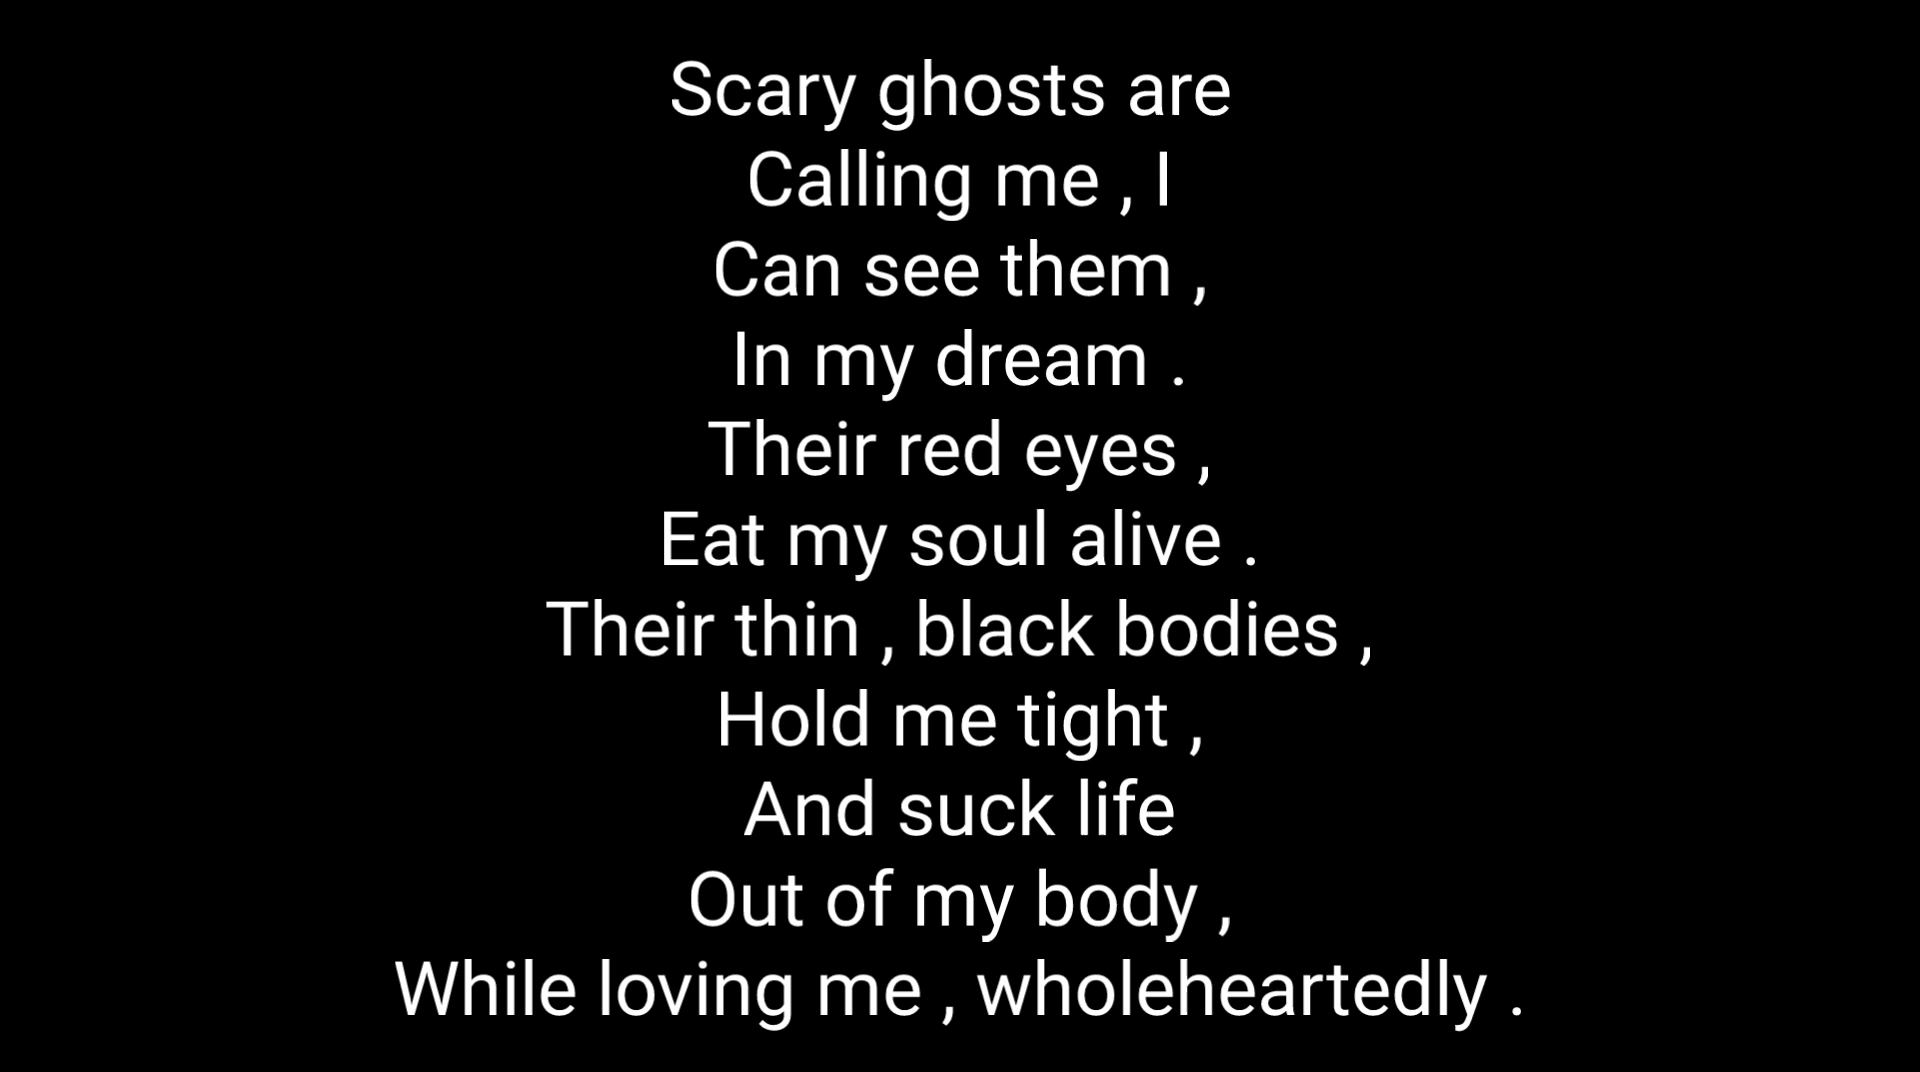 Scary ghosts are
Calling me , I
Can see them ,
In my dream .
Their red eyes ,
Eat my soul alive .
Their thin , black bodies ,
Hold me tight ,
And suck life
Out of my body ,
While loving me , wholeheartedly .